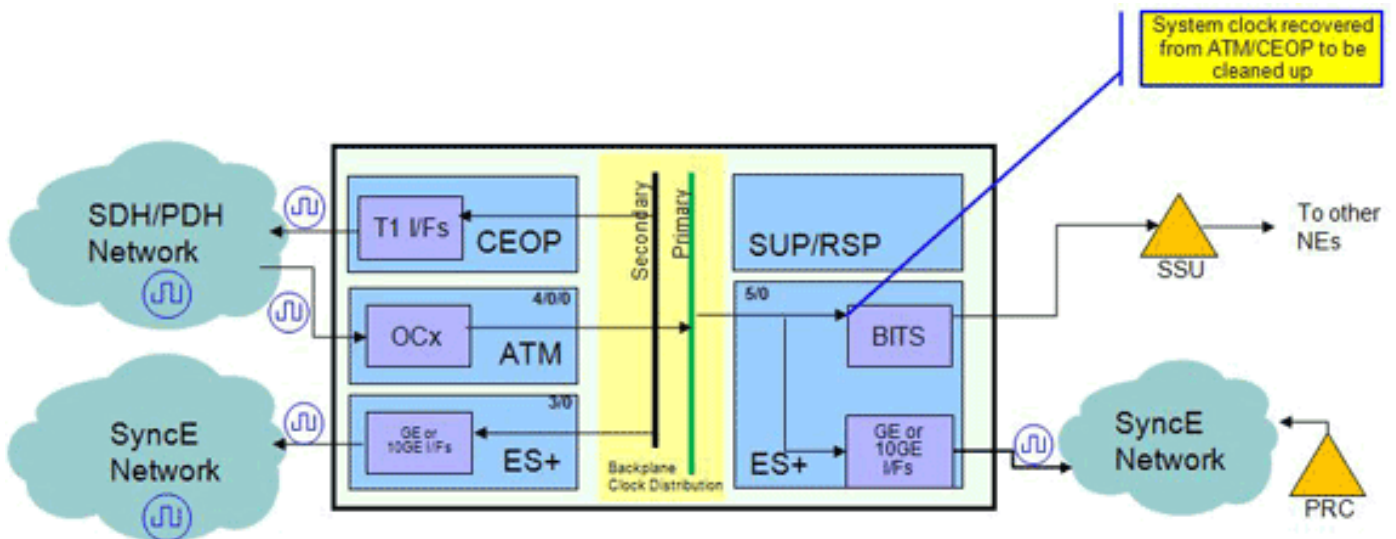 System clock recovered
from ATM/CEOP to be
cleaned up
SDH/PDH
Network
T1 I/Fs
CEOP
Secondary
Primary
SUP/RSP
To other
NEs
SSU
4/0/0
OCx
ATM
5/0
BITS
3/0
SyncE
Network
GE or
10GE I/Fs
ES+
Backplane
Clock Distribution
ES+
GE or
10GE
I/Fs
SyncE
Network
PRC